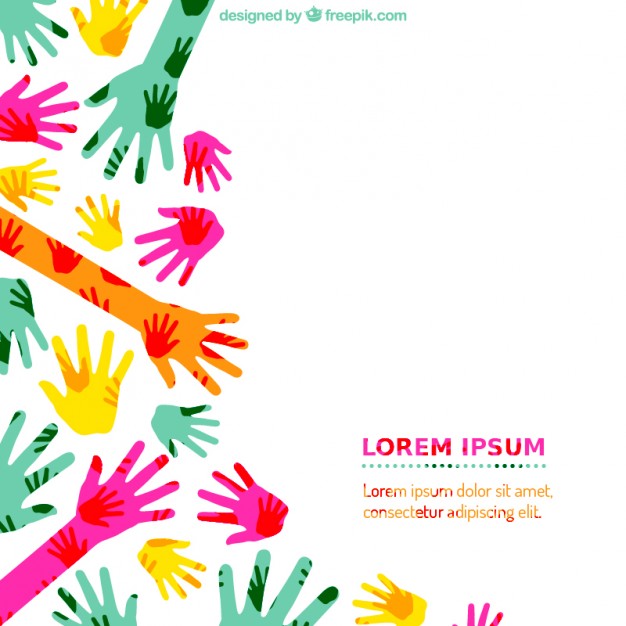 designed by freepik.com
LOREM IPSUM
Lorem ipsum dolor sit amet,
consectetur adipiscing elit.